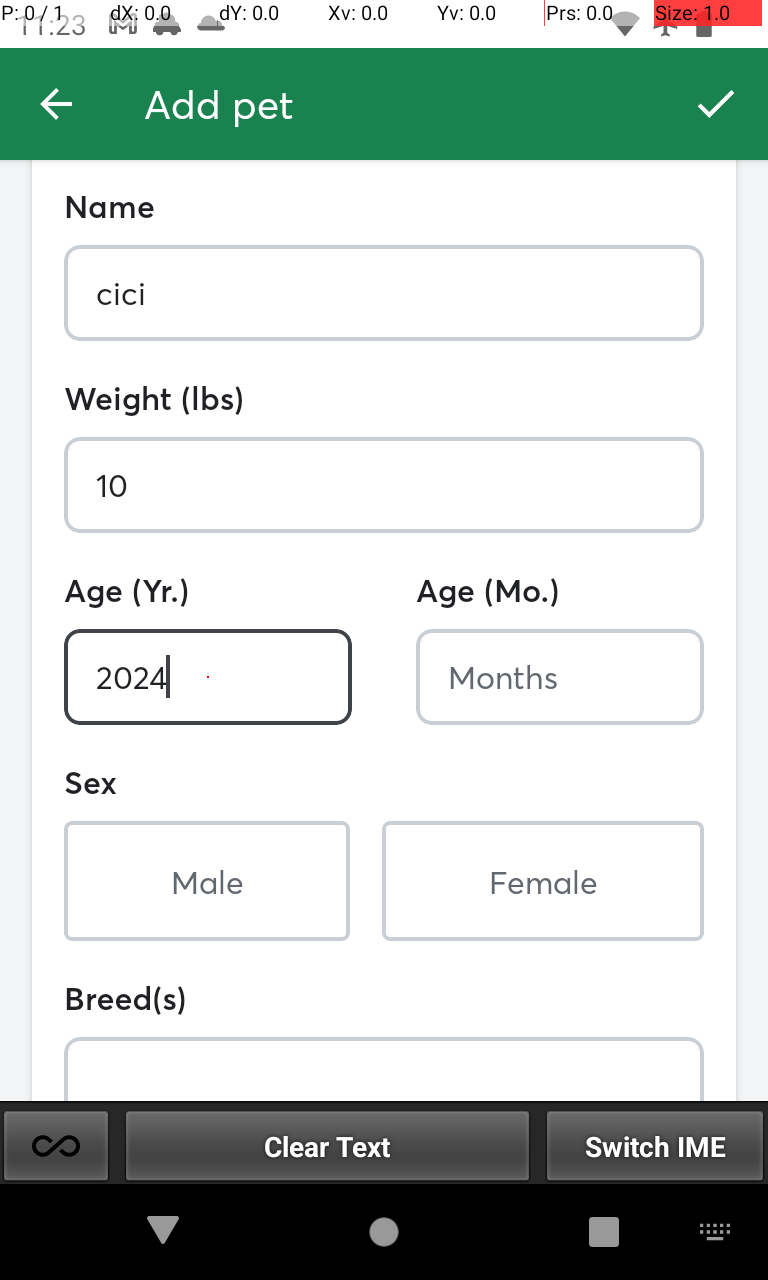 P: 0 / 1 dX: 0.0 dY: 0.0 Xv: 0.0 Yv: 0.0 Prs: 0.0 Size: 1.0
11:23
Add pet
Name
cici
Weight (lbs)
10
Age (Yr.) Age (Mo.)
2024 Months
Sex
Male Female
Breed(s)
Clear Text Switch IME